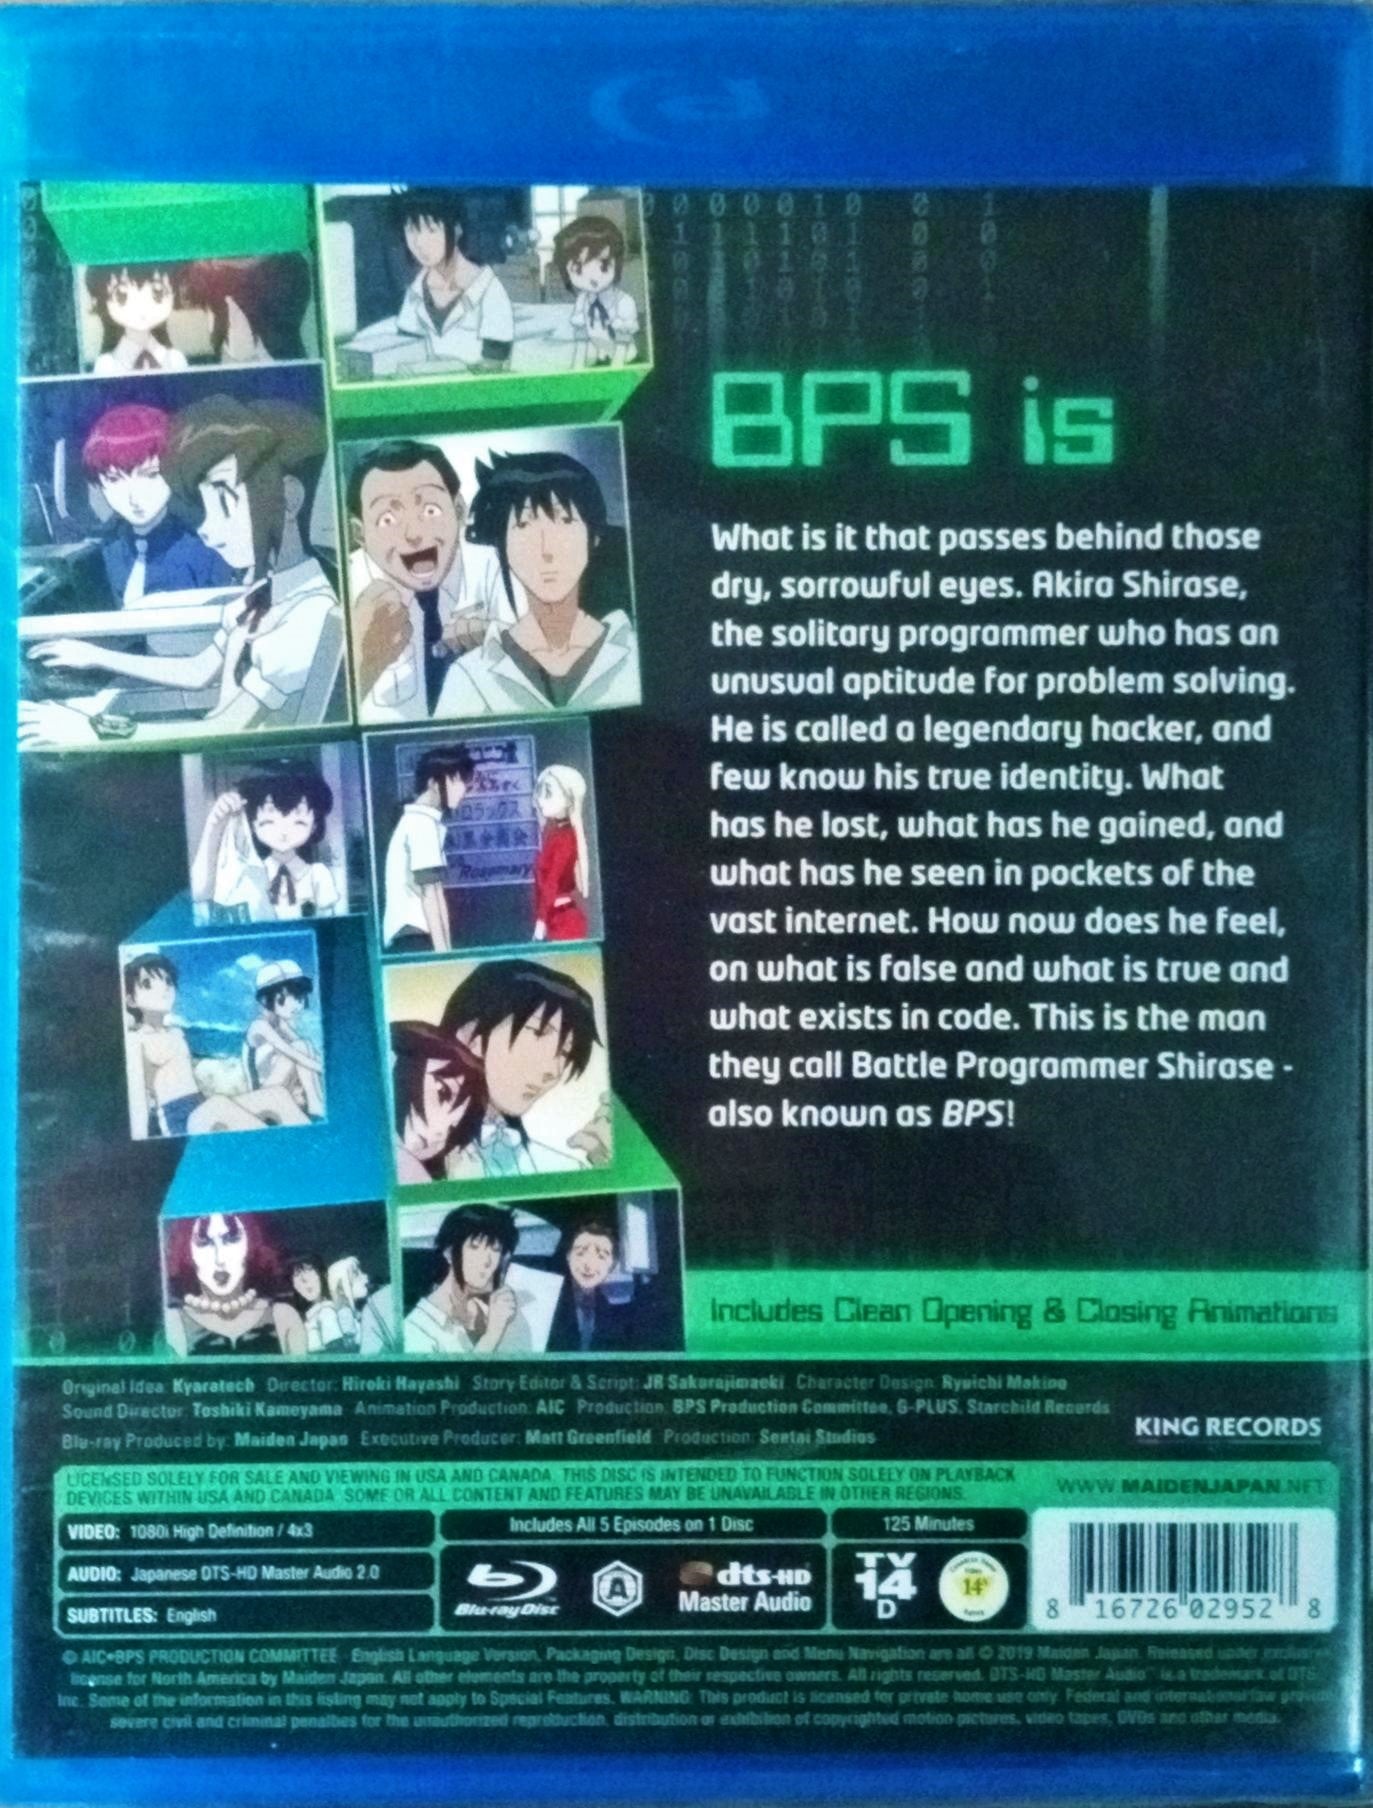 BPS is
What is it that passes behind those
dry, sorrowful eyes. Akira Shirase,
the solitary programmer who has an
unusual aptitude for problem solving.
He is called a legendary hacker, and
few know his true identity. What
has he lost, what has he gained, and
what has he seen in pockets of the
vast internet. How now does he feel,
on what is false and what is true and
what exists in code. This is the man
they call Battle Programmer Shirase -
also known as BPS!
Rosemary
Includes Clean Opening & Closing Animations
Original Idea: Kyaratech Director: Hiroki Hayashi Story Editor & Script: JR Sakurajimaeki Character Design: Ryuichi Makino
Sound Director: Toshiki Kameyama Animation Production: AIC Production: BPS Production Committee, G-PLUS, Starchild Records
Blu-ray Produced by: Maiden Japan Executive Producer: Matt Greenfield Production: Sentai Studios
KING RECORDS
LICENSED SOLELY FOR SALE AND VIEWING IN USA AND CANADA. THIS DISC IS INTENDED TO FUNCTION SOLELY ON PLAYBACK
DEVICES WITHIN USA AND CANADA. SOME OR ALL CONTENT AND FEATURES MAY BE UNAVAILABLE IN OTHER REGIONS.
WWW.MAIDENJAPAN.NET
VIDEO: 1080i High Definition / 4x3
AUDIO: Japanese DTS-HD Master Audio 2.0
SUBTITLES: English
Includes All 5 Episodes on 1 Disc
125 Minutes
Blu-ray Disc
A
dts-HD
Master Audio
TV
14
D
14
8 16726 02952 8
© AIC•BPS PRODUCTION COMMITTEE English Language Version, Packaging Design, Disc Design and Menu Navigation are all © 2019 Maiden Japan. Released under
license for North America by Maiden Japan. All other elements are the property of their respective owners. All rights reserved. DTS-HD Master Audio™ is a trademark of DTS
Inc. Some of the information in this listing may not apply to Special Features. WARNING: This product is licensed for private home use only. Federal and international law
severe civil and criminal penalties for the unauthorized reproduction, distribution or exhibition of copyrighted motion pictures, video tapes, DVDs and other media.